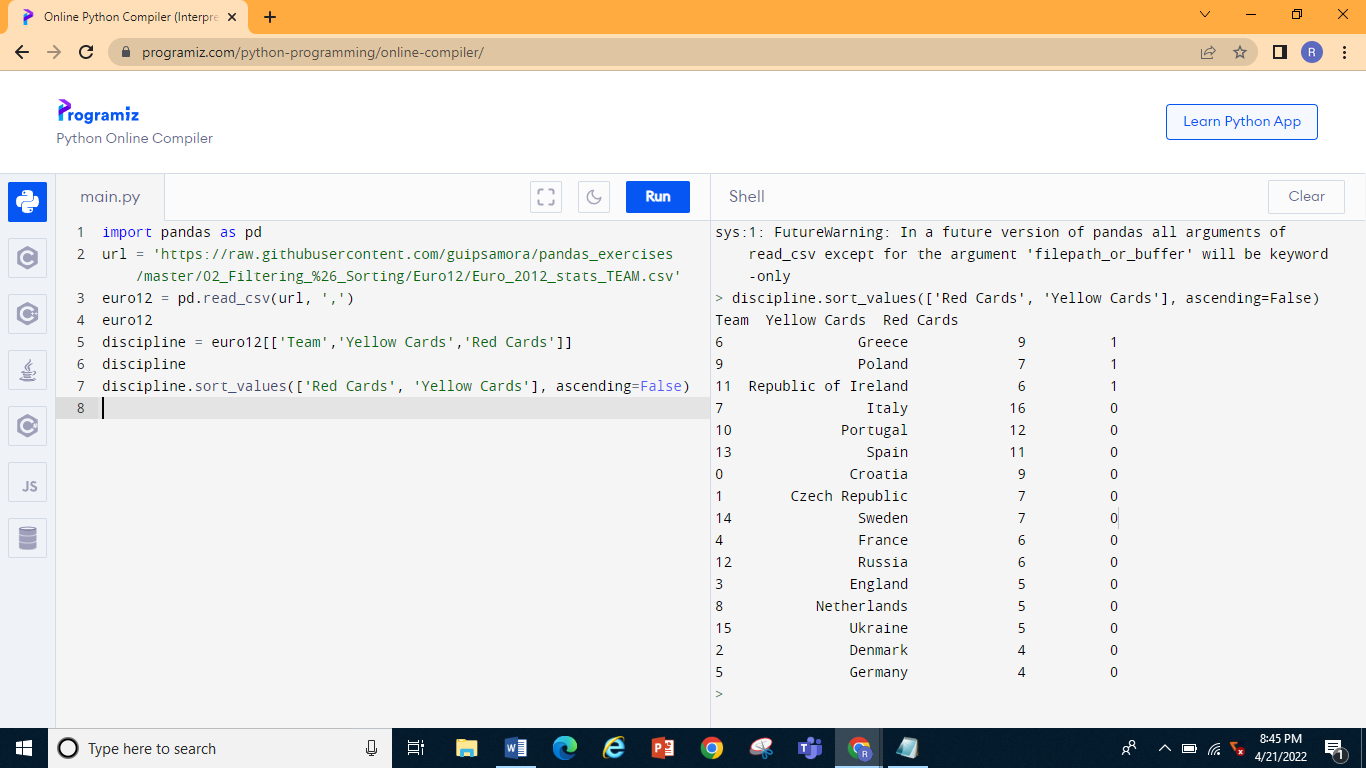 Online Python Compiler (Interpre
programiz.com/python-programming/online-compiler/
R
Programiz
Python Online Compiler
Learn Python App
main.py
Run
Shell
Clear
1 import pandas as pd
2 url = 'https://raw.githubusercontent.com/guipsamora/pandas_exercises
/master/02_Filtering_%26_Sorting/Euro12/Euro_2012_stats_TEAM.csv'
3 euro12 = pd.read_csv(url, ',')
4 euro12
5 discipline = euro12[['Team','Yellow Cards','Red Cards']]
6 discipline
7 discipline.sort_values(['Red Cards', 'Yellow Cards'], ascending=False)
8
JS
sys:1: FutureWarning: In a future version of pandas all arguments of
read_csv except for the argument 'filepath_or_buffer' will be keyword
-only
> discipline.sort_values(['Red Cards', 'Yellow Cards'], ascending=False)
Team Yellow Cards Red Cards
6 Greece 9 1
9 Poland 7 1
11 Republic of Ireland 6 1
7 Italy 16 0
10 Portugal 12 0
13 Spain 11 0
0 Croatia 9 0
1 Czech Republic 7 0
14 Sweden 7 0
4 France 6 0
12 Russia 6 0
3 England 5 0
8 Netherlands 5 0
15 Ukraine 5 0
2 Denmark 4 0
5 Germany 4 0
>
Type here to search
8:45 PM
4/21/2022
1